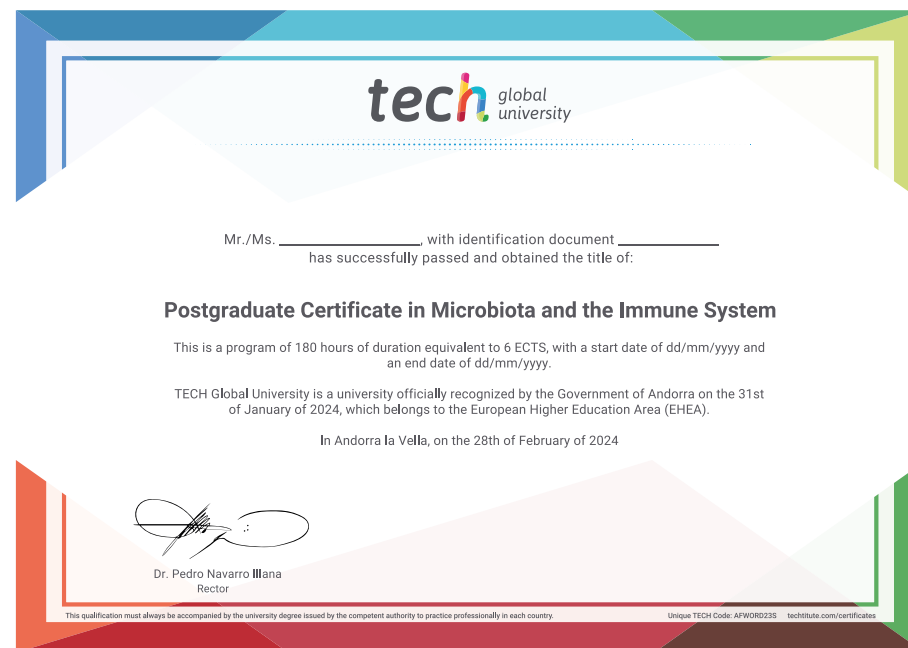 tech global university
Mr./Ms. ____________, with identification document ____________
has successfully passed and obtained the title of:
Postgraduate Certificate in Microbiota and the Immune System
This is a program of 180 hours of duration equivalent to 6 ECTS, with a start date of dd/mm/yyyy and
an end date of dd/mm/yyyy.
TECH Global University is a university officially recognized by the Government of Andorra on the 31st
of January of 2024, which belongs to the European Higher Education Area (EHEA).
In Andorra la Vella, on the 28th of February of 2024
Dr. Pedro Navarro Illana
Rector
This qualification must always be accompanied by the university degree issued by the competent authority to practice professionally in each country.
Unique TECH Code: AFWORD23S techtitute.com/certificates